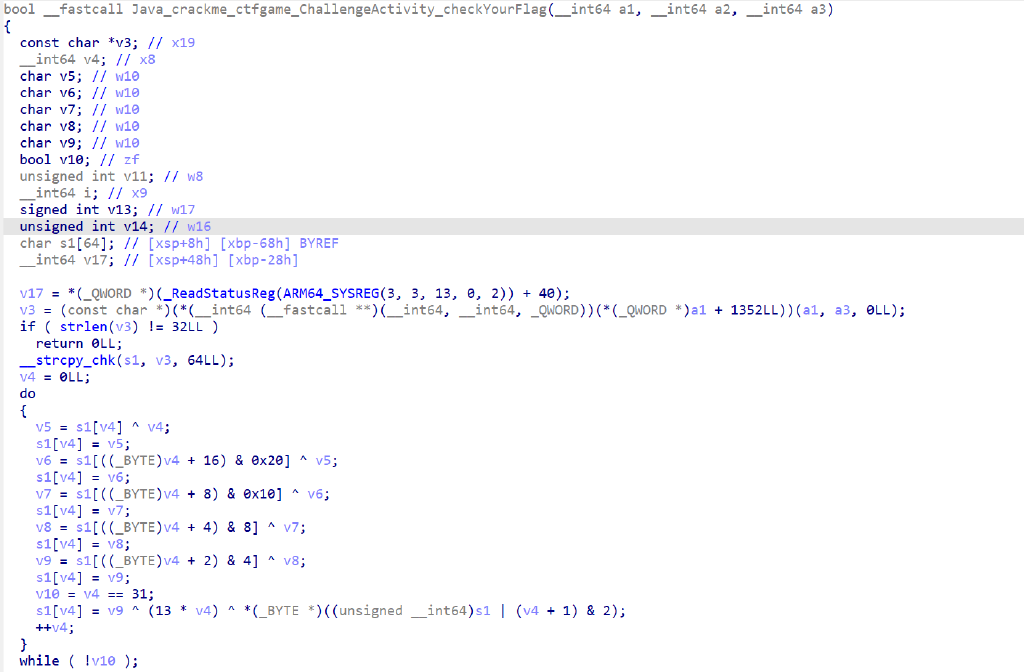 bool __fastcall Java_crackme_ctfgame_ChallengeActivity_checkYourFlag(__int64 a1, __int64 a2, __int64 a3)
{
const char *v3; // x19
__int64 v4; // x8
char v5; // w10
char v6; // w10
char v7; // w10
char v8; // w10
char v9; // w10
bool v10; // zf
unsigned int v11; // w8
__int64 i; // x9
signed int v13; // w17
unsigned int v14; // w16
char s1[64]; // [xsp+8h] [xbp-68h] BYREF
__int64 v17; // [xsp+48h] [xbp-28h]
v17 = *(_QWORD *)(_ReadStatusReg(ARM64_SYSREG(3, 3, 13, 0, 2)) + 40);
v3 = (const char *)(*(__int64 (__fastcall **)(__int64, __int64, _QWORD))(*(_QWORD *)a1 + 1352LL))(a1, a3, 0LL);
if ( strlen(v3) != 32LL )
return 0LL;
__strcpy_chk(s1, v3, 64LL);
v4 = 0LL;
do
{
v5 = s1[v4] ^ v4;
s1[v4] = v5;
v6 = s1[((_BYTE)v4 + 16) & 0x20] ^ v5;
s1[v4] = v6;
v7 = s1[((_BYTE)v4 + 8) & 0x10] ^ v6;
s1[v4] = v7;
v8 = s1[((_BYTE)v4 + 4) & 8] ^ v7;
s1[v4] = v8;
v9 = s1[((_BYTE)v4 + 2) & 4] ^ v8;
s1[v4] = v9;
v10 = v4 == 31;
s1[v4] = v9 ^ (13 * v4) ^ *(_BYTE *)((unsigned __int64)s1 | (v4 + 1) & 2);
++v4;
}
while ( !v10 );